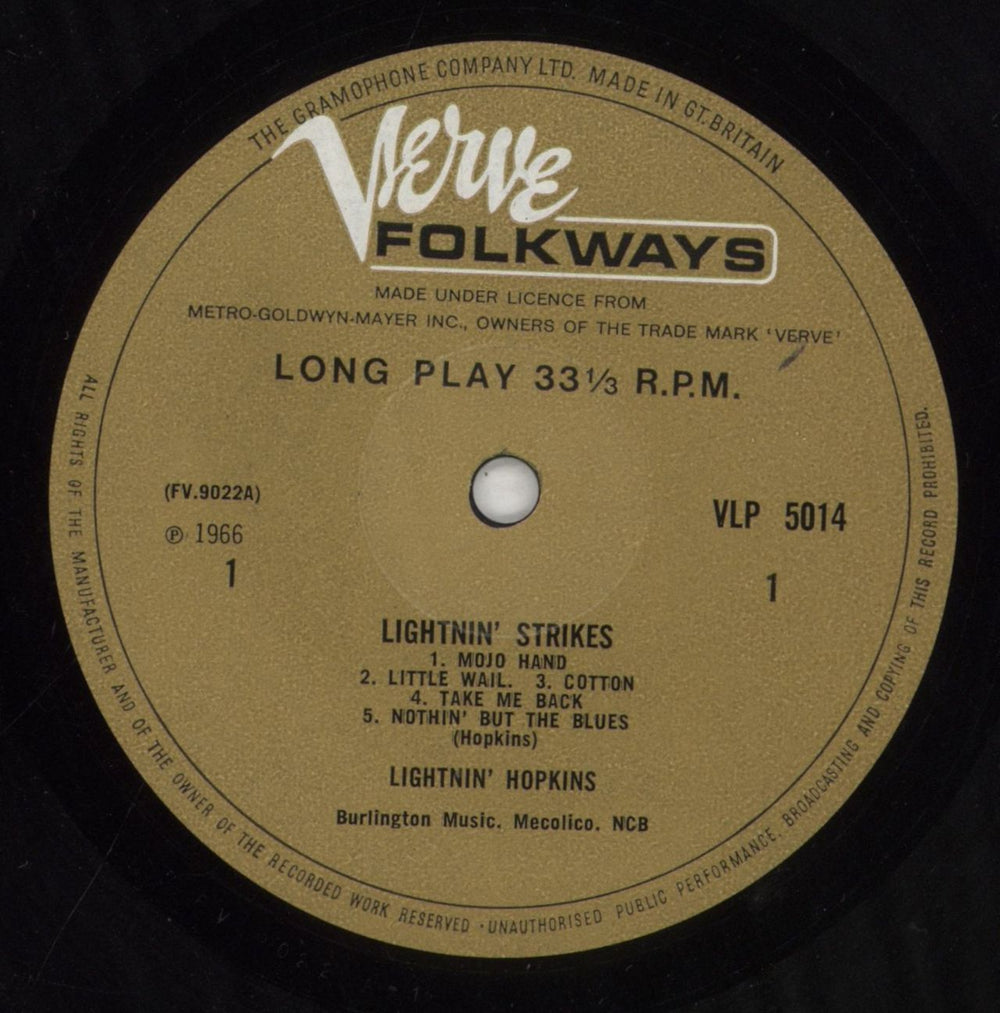 THE GRAMOPHONE COMPANY LTD. MADE IN GT. BRITAIN
Verve
FOLKWAYS
MADE UNDER LICENCE FROM
METRO-GOLDWYN-MAYER INC., OWNERS OF THE TRADE MARK 'VERVE'
LONG PLAY 33⅓ R.P.M.
(FV.9022A)
℗ 1966
1
VLP 5014
1
LIGHTNIN' STRIKES
1. MOJO HAND
2. LITTLE WAIL. 3. COTTON
4. TAKE ME BACK
5. NOTHIN' BUT THE BLUES
(Hopkins)
LIGHTNIN' HOPKINS
Burlington Music. Mecolico. NCB
ALL RIGHTS OF THE MANUFACTURER AND OF THE OWNER OF THE RECORDED WORK RESERVED · UNAUTHORISED PUBLIC PERFORMANCE, BROADCASTING AND COPYING OF THIS RECORD PROHIBITED.